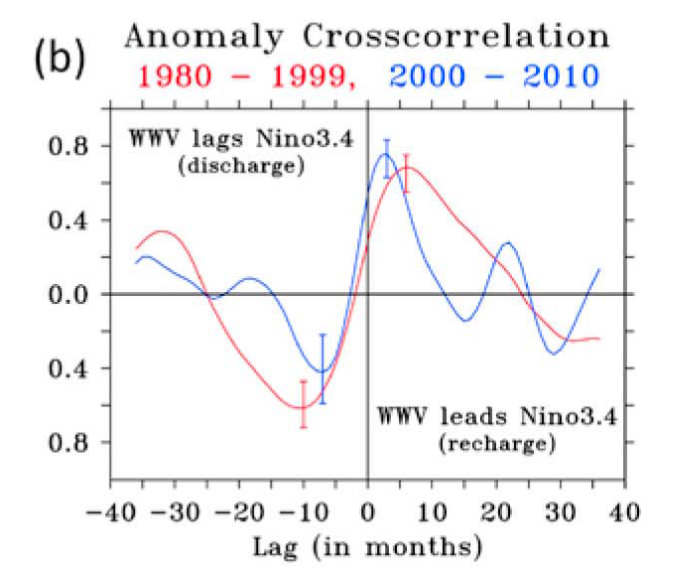 (b)
Anomaly Crosscorrelation
1980 – 1999, 2000 – 2010
WWV lags Nino3.4
(discharge)
0.8
0.4
0.0
0.4
0.8
WWV leads Nino3.4
(recharge)
−40 −30 −20 −10 0 10 20 30 40
Lag (in months)